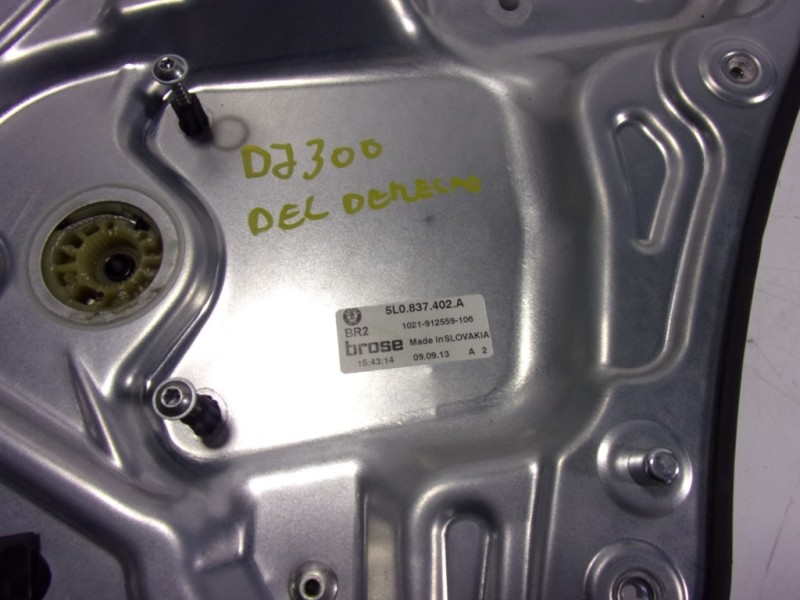 DJ300
DEL DERECHO
5L0.837.402.A
BR2 1021-912559-106
brose Made in SLOVAKIA
15:43:14 09.09.13 A 2